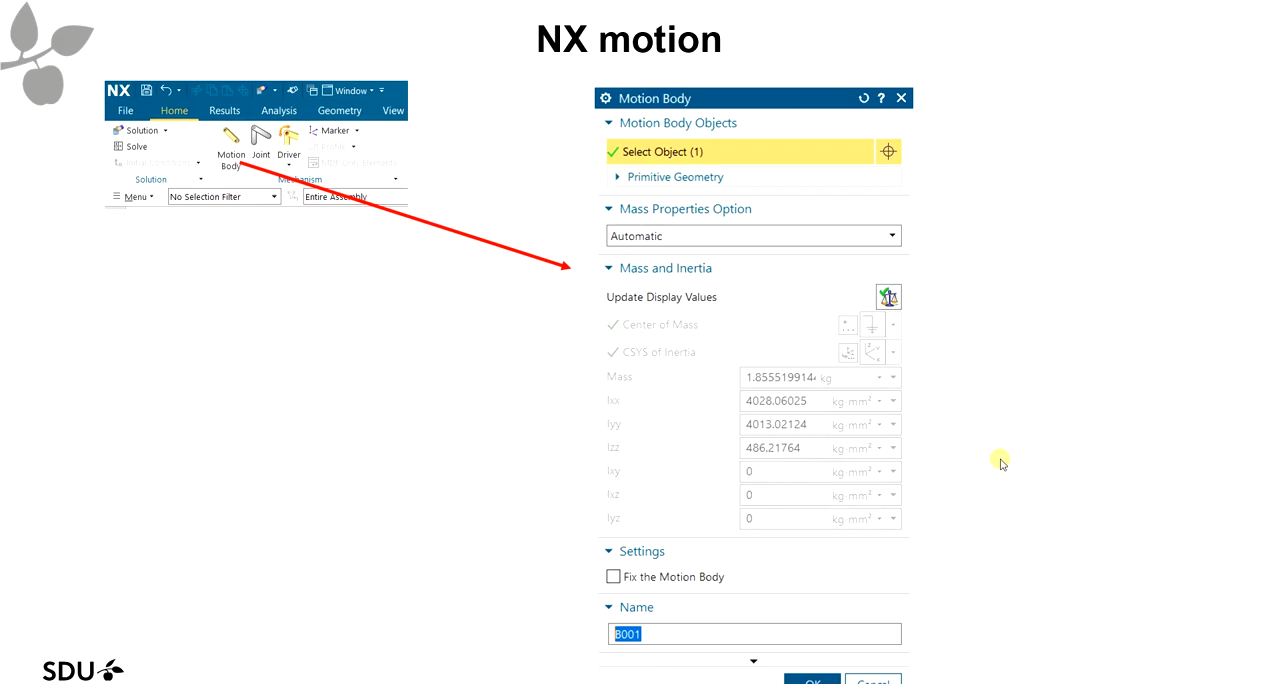 NX motion
NX Window
File Home Results Analysis Geometry View
Solution
Solve
Motion Body
Joint
Driver
Marker
Solution
Mechanism
Menu
No Selection Filter
Entire Assembly
Motion Body
Motion Body Objects
Select Object (1)
Primitive Geometry
Mass Properties Option
Automatic
Mass and Inertia
Update Display Values
Center of Mass
CSYS of Inertia
Mass 1.855519914 kg
Ixx 4028.06025 kg·mm²
Iyy 4013.02124 kg·mm²
Izz 486.21764 kg·mm²
Ixy 0 kg·mm²
Ixz 0 kg·mm²
Iyz 0 kg·mm²
Settings
Fix the Motion Body
Name
B001
OK Cancel
SDU